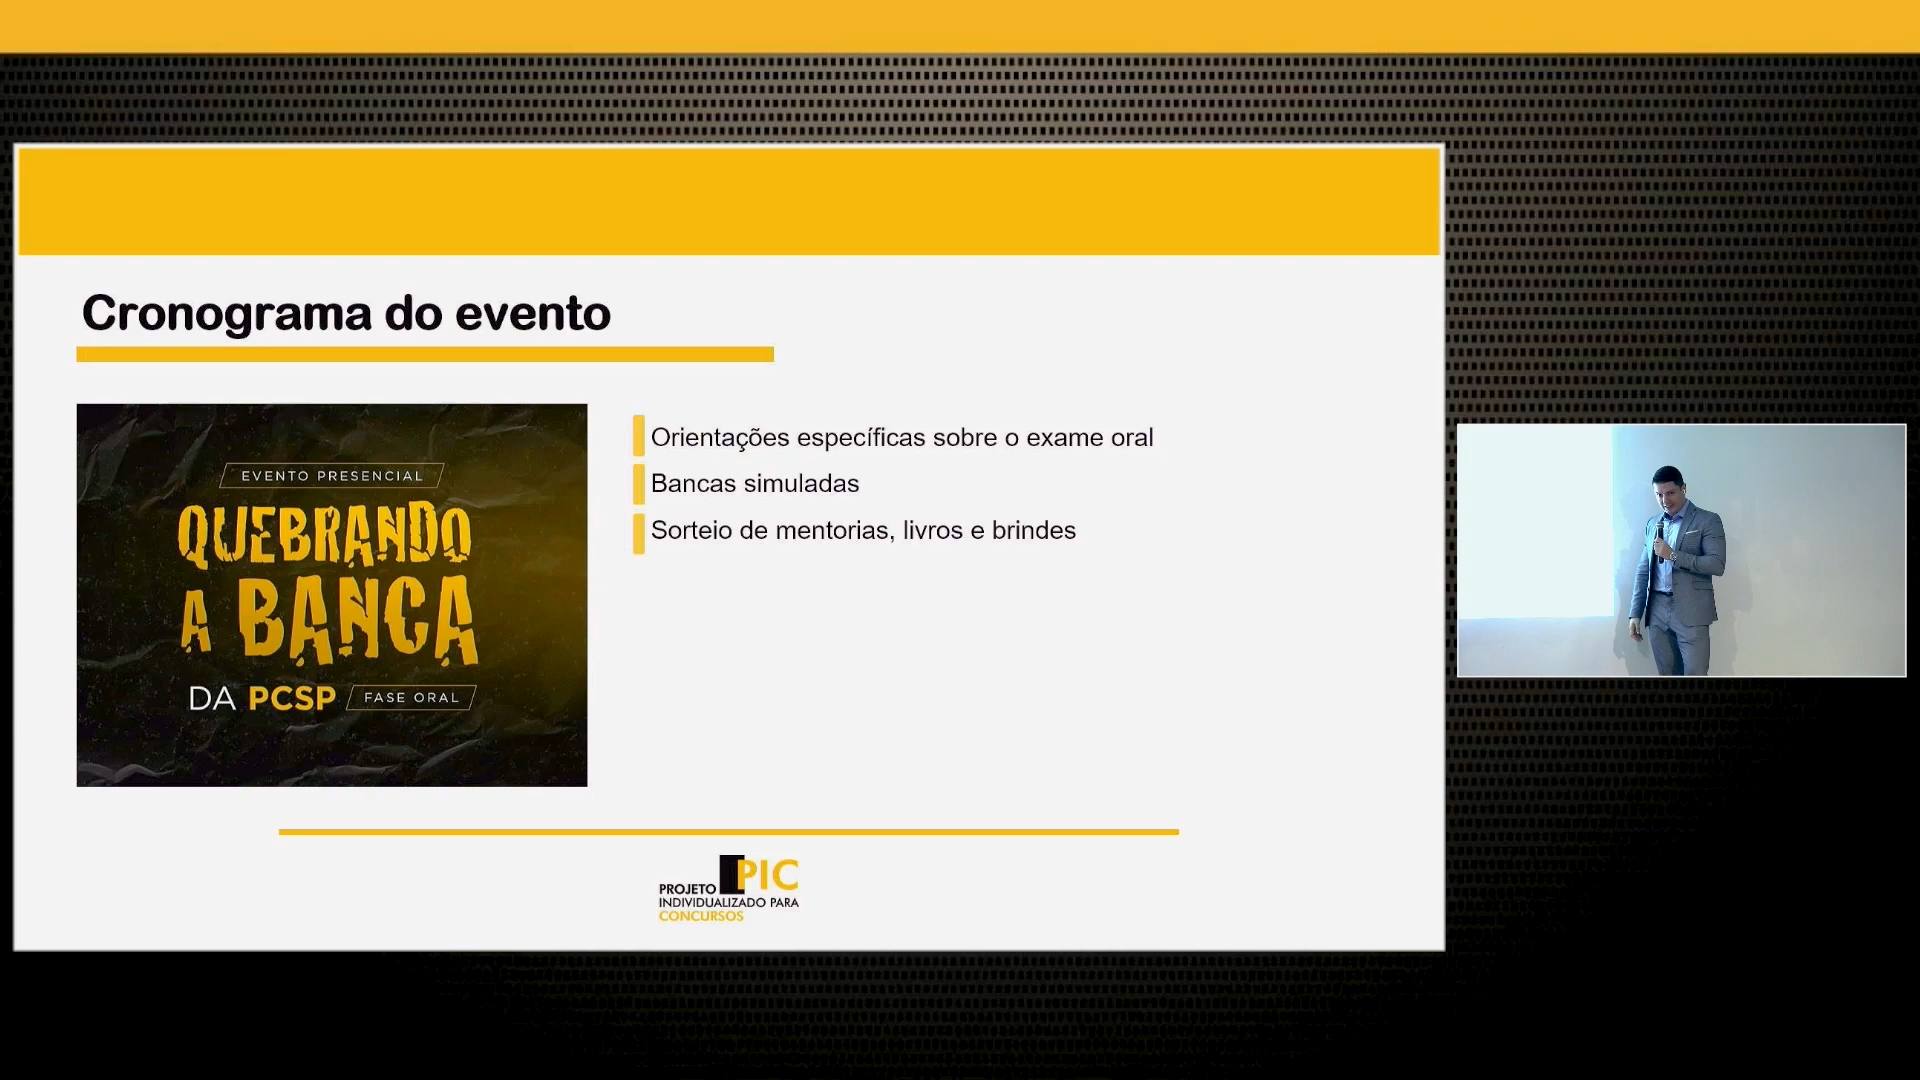 Cronograma do evento
EVENTO PRESENCIAL
QUEBRANDO
A BANCA
DA PCSP FASE ORAL
Orientações específicas sobre o exame oral
Bancas simuladas
Sorteio de mentorias, livros e brindes
PIC
PROJETO
INDIVIDUALIZADO PARA
CONCURSOS